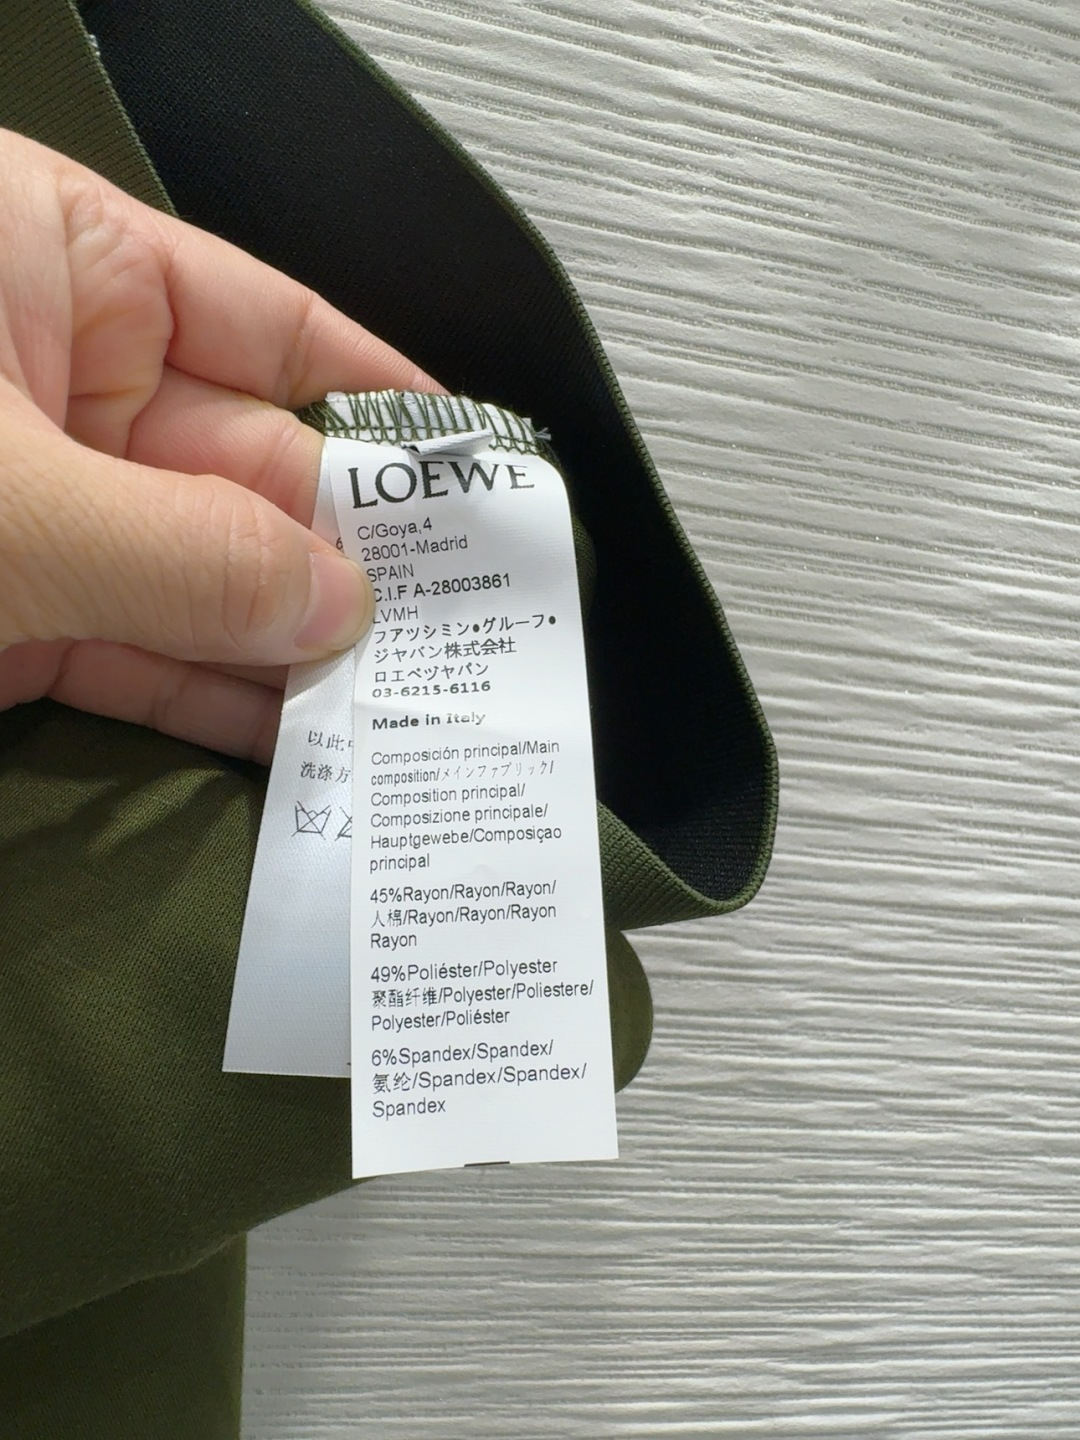 LOEWE
C/Goya,4
28001-Madrid
SPAIN
C.I.F A-28003861
LVMH
フアツシミン●グルーフ●
ジヤバン株式会社
ロエベヅヤパン
03-6215-6116
Made in Italy
Composición principal/Main
composition/メインファブリック/
Composition principal/
Composizione principale/
Hauptgewebe/Composiçao
principal
45%Rayon/Rayon/Rayon/
人棉/Rayon/Rayon/Rayon
Rayon
49%Poliéster/Polyester
聚酯纤维/Polyester/Poliestere/
Polyester/Poliéster
6%Spandex/Spandex/
氨纶/Spandex/Spandex/
Spandex
以此
洗涤方